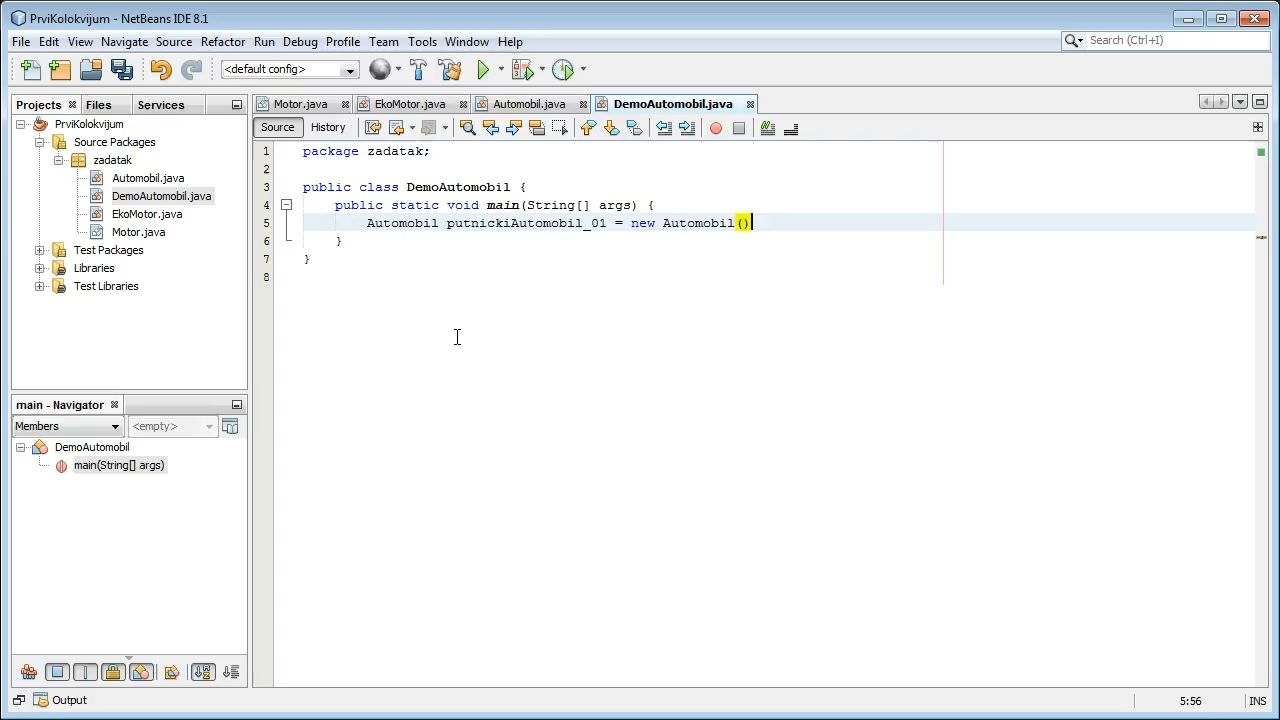 PrviKolokvijum - NetBeans IDE 8.1
File Edit View Navigate Source Refactor Run Debug Profile Team Tools Window Help
Search (Ctrl+I)
<default config>
Projects Files Services
Motor.java EkoMotor.java Automobil.java DemoAutomobil.java
Source History
PrviKolokvijum
Source Packages
zadatak
Automobil.java
DemoAutomobil.java
EkoMotor.java
Motor.java
Test Packages
Libraries
Test Libraries
1 package zadatak;
2
3 public class DemoAutomobil {
4 public static void main(String[] args) {
5 Automobil putnickiAutomobil_01 = new Automobil()
6 }
7 }
8
main - Navigator
Members <empty>
DemoAutomobil
main(String[] args)
Output
5:56 INS